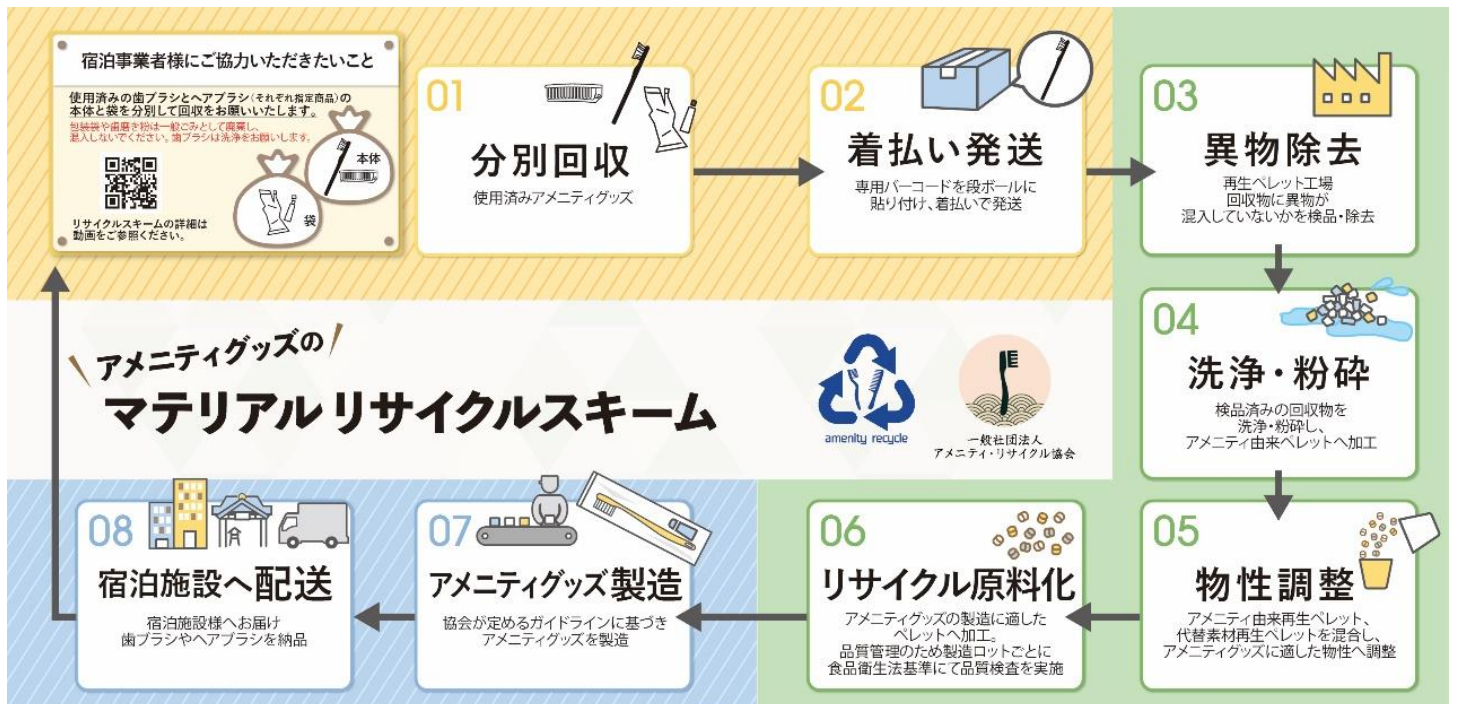 宿泊事業者様にご協力いただきたいこと
使用済みの歯ブラシとヘアブラシ(それぞれ指定商品)の
本体と袋を分別して回収をお願いいたします。
包装袋や歯磨き粉は一般ごみとして廃棄し、
混入しないでください。歯ブラシは洗浄をお願いします。
本体
袋
リサイクルスキームの詳細は
動画をご参照ください。
01
分別回収
使用済みアメニティグッズ
02
着払い発送
専用バーコードを段ボールに
貼り付け、着払いで発送
03
異物除去
再生ペレット工場
回収物に異物が
混入していないかを検品・除去
04
洗浄・粉砕
検品済みの回収物を
洗浄・粉砕し、
アメニティ由来ペレットへ加工
アメニティグッズの
マテリアルリサイクルスキーム
amenity recycle
一般社団法人
アメニティ・リサイクル協会
05
物性調整
アメニティ由来再生ペレット、
代替素材再生ペレットを混合し、
アメニティグッズに適した物性へ調整
06
リサイクル原料化
アメニティグッズの製造に適した
ペレットへ加工。
品質管理のため製造ロットごとに
食品衛生法基準にて品質検査を実施
07
アメニティグッズ製造
協会が定めるガイドラインに基づき
アメニティグッズを製造
08
宿泊施設へ配送
宿泊施設様へお届け
歯ブラシやヘアブラシを納品